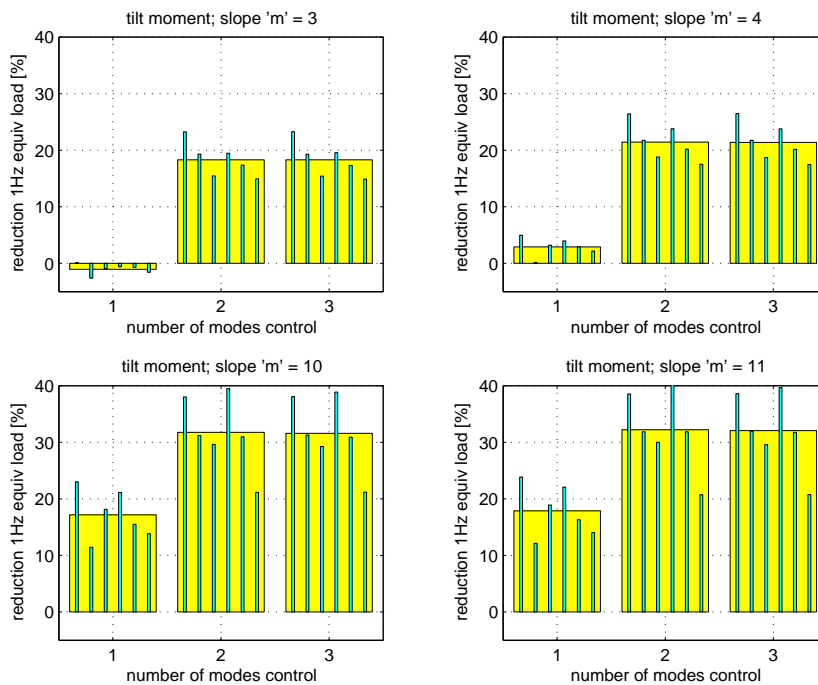 tilt moment; slope 'm' = 3
40
30
20
10
0
reduction 1Hz equiv load [%]
1 2 3
number of modes control
tilt moment; slope 'm' = 4
40
30
20
10
0
reduction 1Hz equiv load [%]
1 2 3
number of modes control
tilt moment; slope 'm' = 10
40
30
20
10
0
reduction 1Hz equiv load [%]
1 2 3
number of modes control
tilt moment; slope 'm' = 11
40
30
20
10
0
reduction 1Hz equiv load [%]
1 2 3
number of modes control